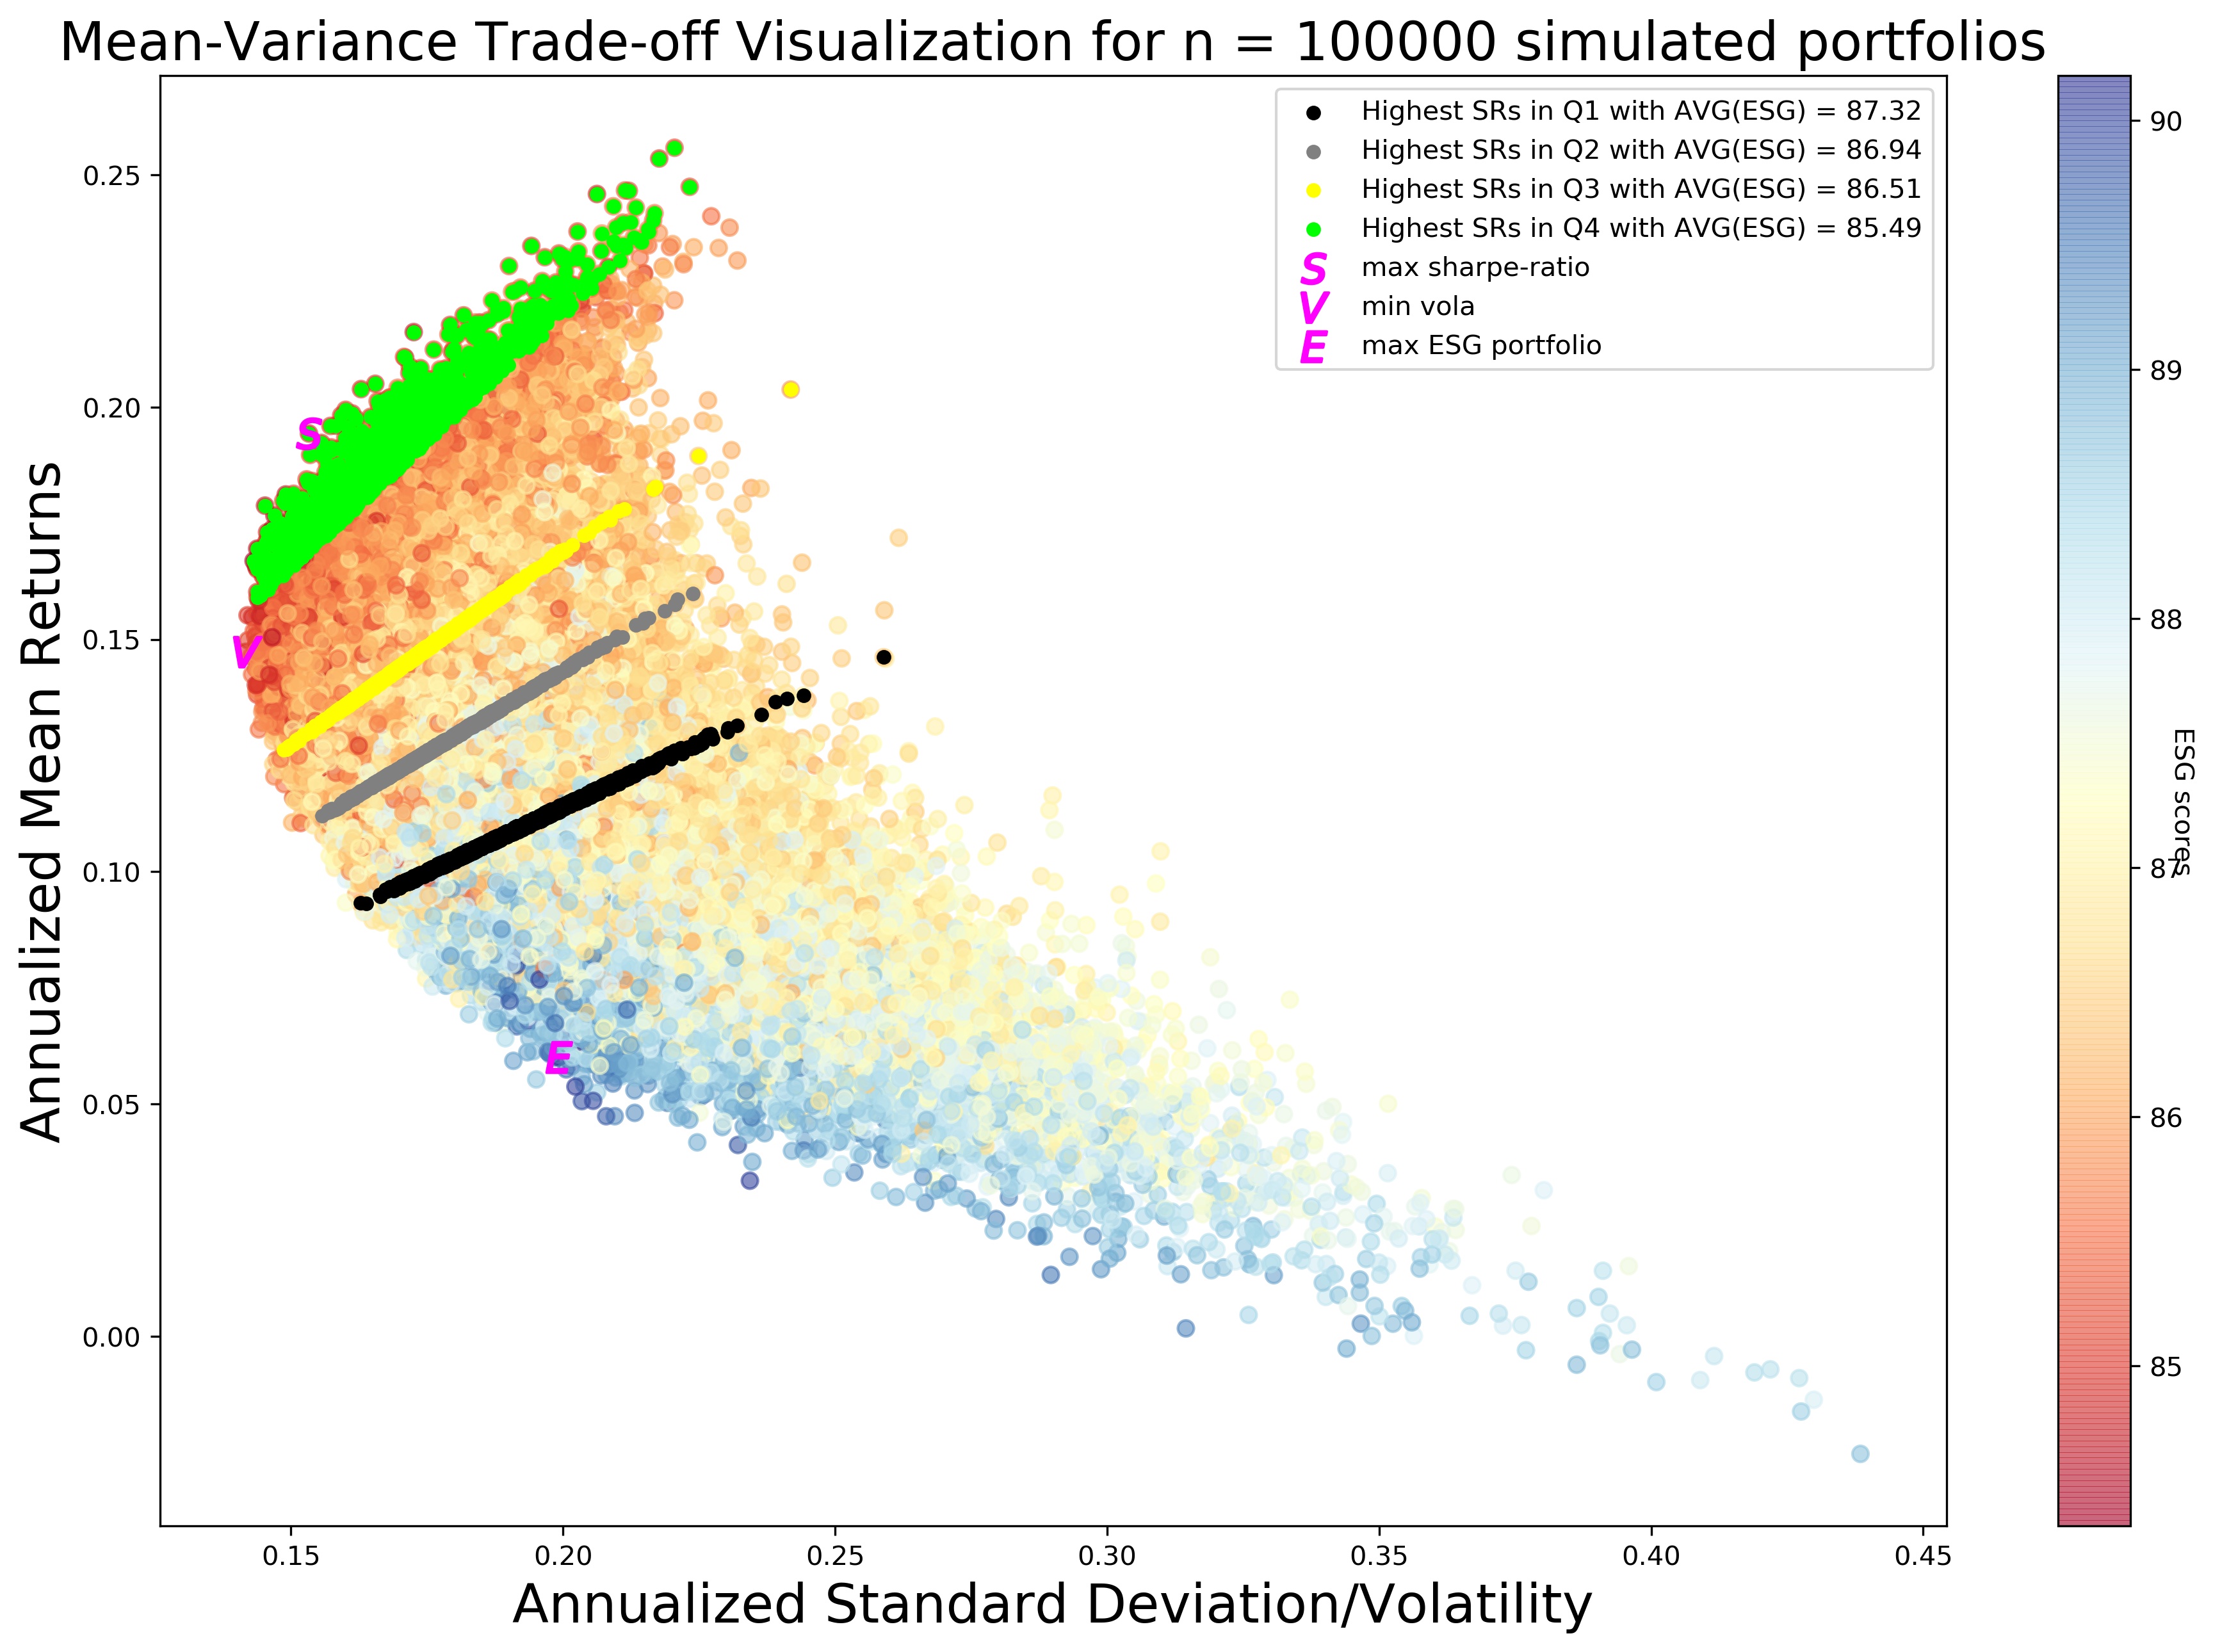 Mean-Variance Trade-off Visualization for n = 100000 simulated portfolios
Highest SRs in Q1 with AVG(ESG) = 87.32
Highest SRs in Q2 with AVG(ESG) = 86.94
Highest SRs in Q3 with AVG(ESG) = 86.51
Highest SRs in Q4 with AVG(ESG) = 85.49
S max sharpe-ratio
V min vola
E max ESG portfolio
Annualized Mean Returns
0.25
0.20
0.15
0.10
0.05
0.00
S
V
E
0.15 0.20 0.25 0.30 0.35 0.40 0.45
Annualized Standard Deviation/Volatility
90
89
88
87
86
85
ESG scores